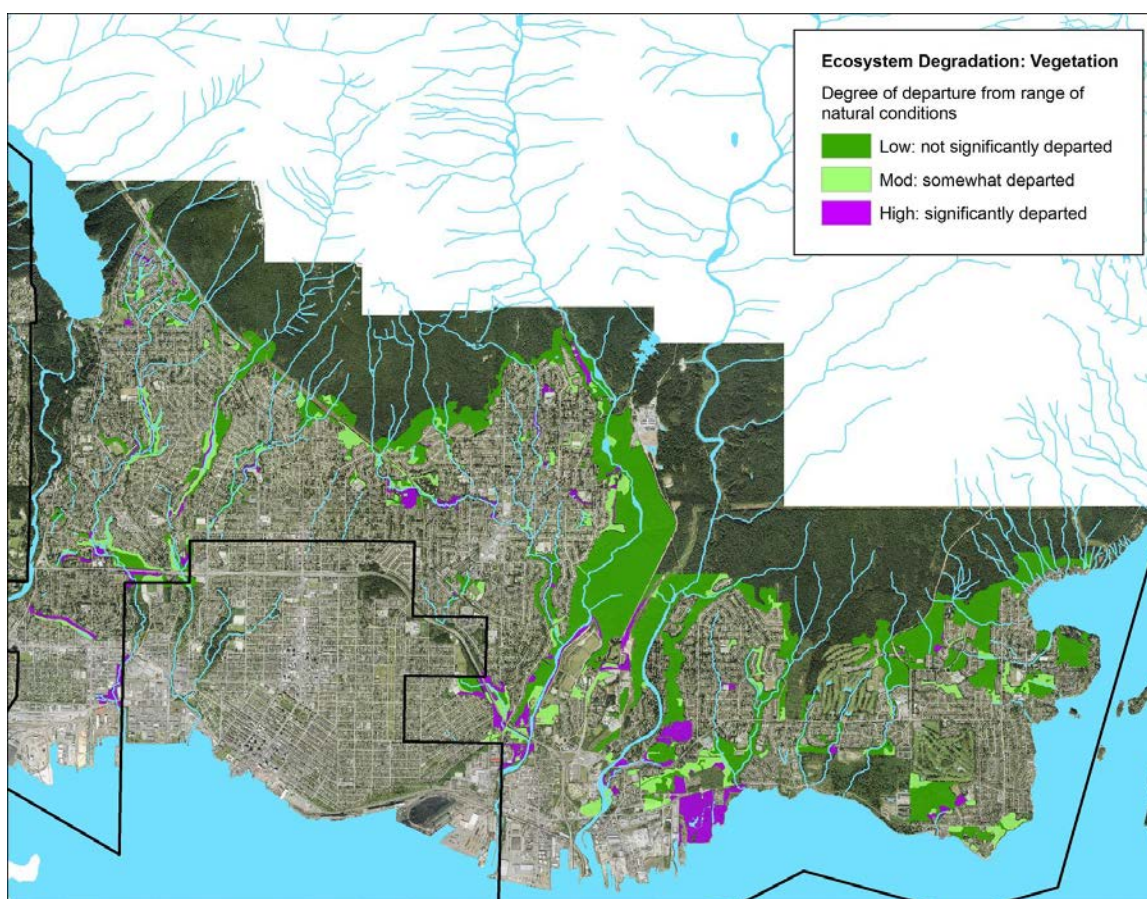 Ecosystem Degradation: Vegetation
Degree of departure from range of
natural conditions
Low: not significantly departed
Mod: somewhat departed
High: significantly departed